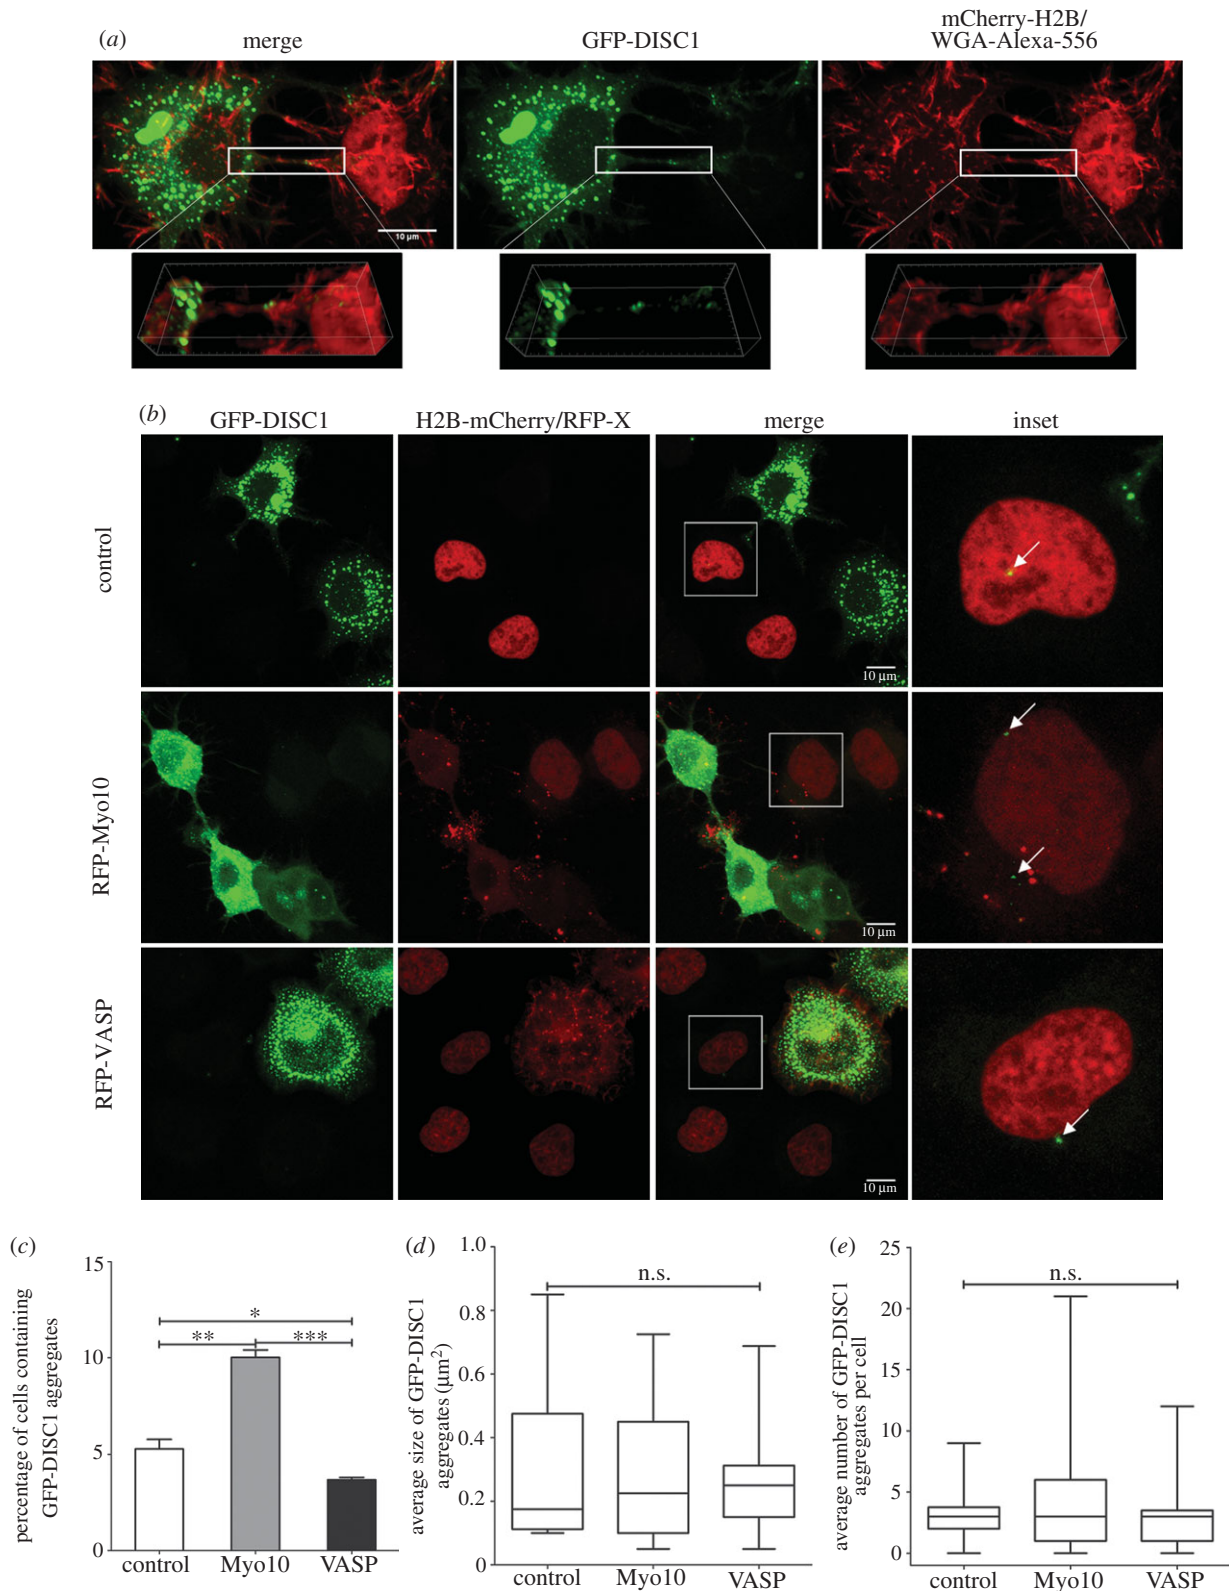 (a)
merge
GFP-DISC1
mCherry-H2B/
WGA-Alexa-556
10 µm
(b)
GFP-DISC1
H2B-mCherry/RFP-X
merge
inset
control
10 µm
RFP-Myo10
10 µm
RFP-VASP
10 µm
(c)
percentage of cells containing
GFP-DISC1 aggregates
15
10
5
0
*
**
***
control
Myo10
VASP
(d)
average size of GFP-DISC1
aggregates (µm²)
1.0
0.8
0.6
0.4
0.2
0
n.s.
control
Myo10
VASP
(e)
average number of GFP-DISC1
aggregates per cell
25
20
15
10
5
0
n.s.
control
Myo10
VASP